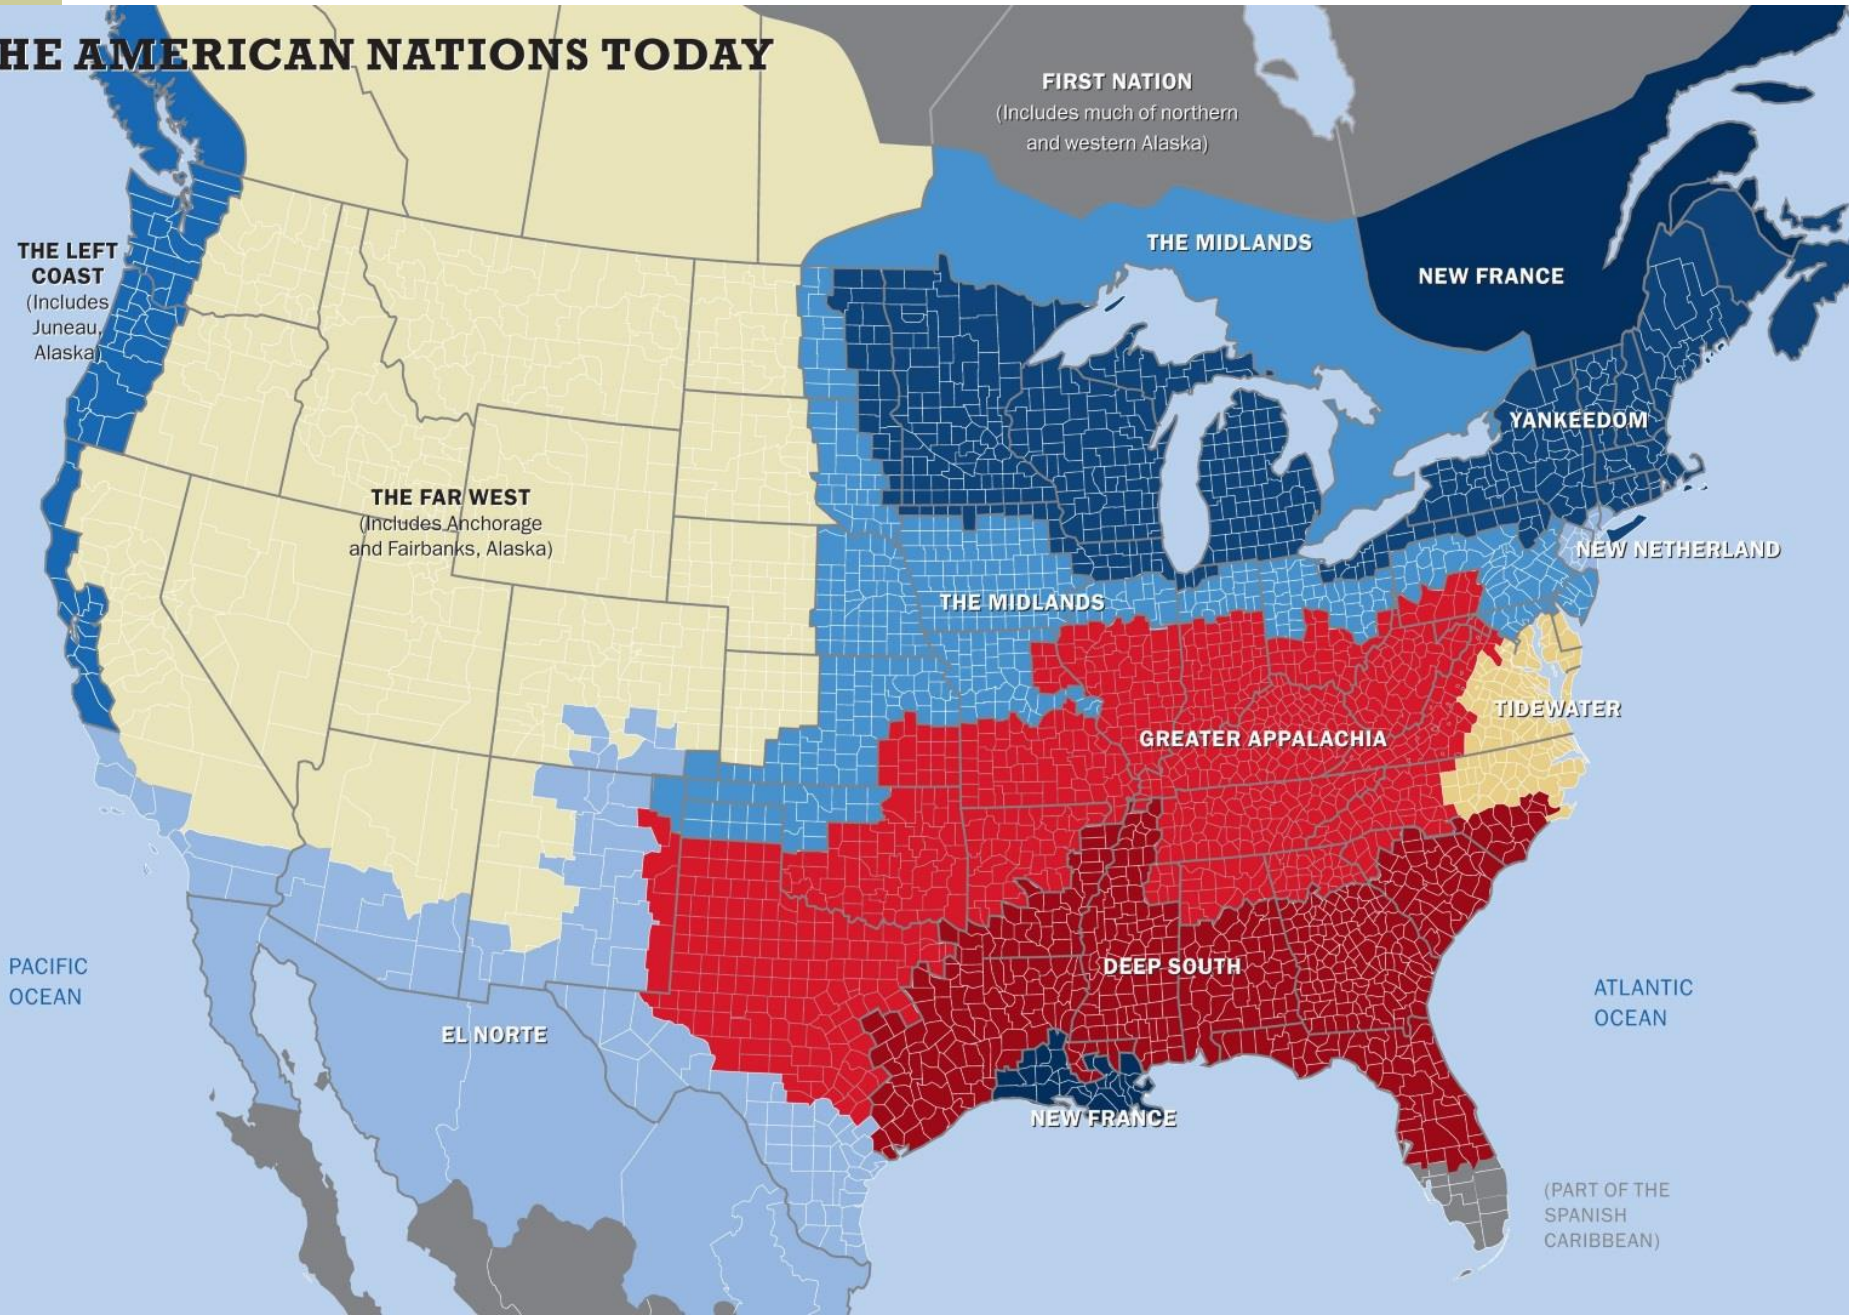 HE AMERICAN NATIONS TODAY
FIRST NATION
(Includes much of northern
and western Alaska)
THE MIDLANDS
NEW FRANCE
THE LEFT
COAST
(Includes
Juneau,
Alaska)
YANKEEDOM
THE FAR WEST
(Includes Anchorage
and Fairbanks, Alaska)
NEW NETHERLAND
THE MIDLANDS
TIDEWATER
GREATER APPALACHIA
PACIFIC
OCEAN
DEEP SOUTH
ATLANTIC
OCEAN
EL NORTE
NEW FRANCE
(PART OF THE
SPANISH
CARIBBEAN)